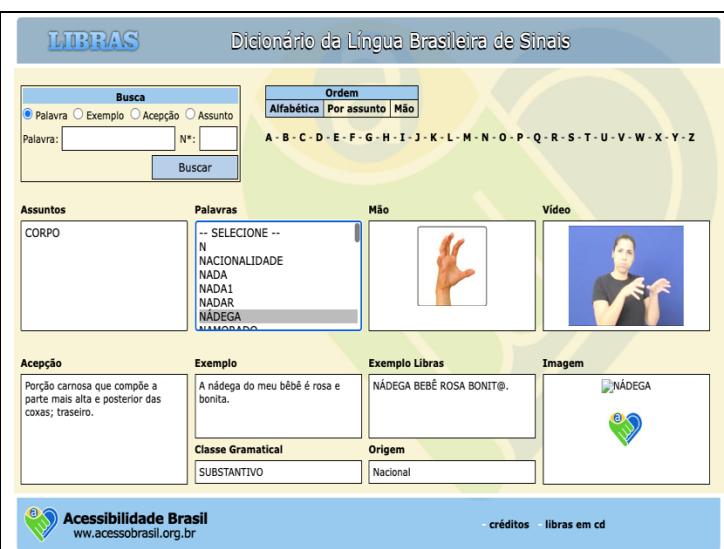 LIBRAS
Dicionário da Língua Brasileira de Sinais
Busca
Palavra Exemplo Acepção Assunto
Palavra: N*:
Buscar
Ordem
Alfabética Por assunto Mão
A - B - C - D - E - F - G - H - I - J - K - L - M - N - O - P - Q - R - S - T - U - V - W - X - Y - Z
Assuntos
CORPO
Palavras
-- SELECIONE --
N
NACIONALIDADE
NADA
NADA1
NADAR
NÁDEGA
NAMORADO
Mão
Vídeo
Acepção
Porção carnosa que compõe a
parte mais alta e posterior das
coxas; traseiro.
Exemplo
A nádega do meu bêbê é rosa e
bonita.
Exemplo Libras
NÁDEGA BEBÊ ROSA BONIT@.
Imagem
NÁDEGA
a
Classe Gramatical
SUBSTANTIVO
Origem
Nacional
a
Acessibilidade Brasil
ww.acessobrasil.org.br
- créditos - libras em cd